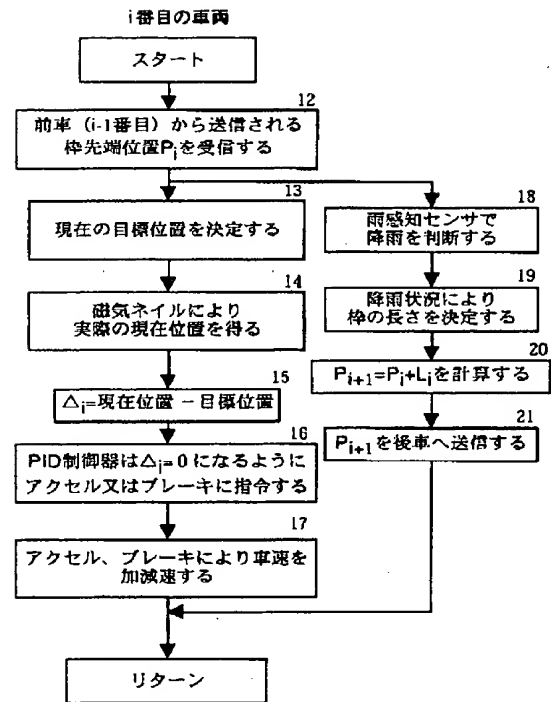 i番目の車両
スタート
12
前車（i-1番目）から送信される
枠先端位置Piを受信する
13
現在の目標位置を決定する
14
磁気ネイルにより
実際の現在位置を得る
15
△i=現在位置－目標位置
16
PID制御器は△i=0になるように
アクセル又はブレーキに指令する
17
アクセル、ブレーキにより車速を
加減速する
18
雨感知センサで
降雨を判断する
19
降雨状況により
枠の長さを決定する
20
Pi+1=Pi+Liを計算する
21
Pi+1を後車へ送信する
リターン